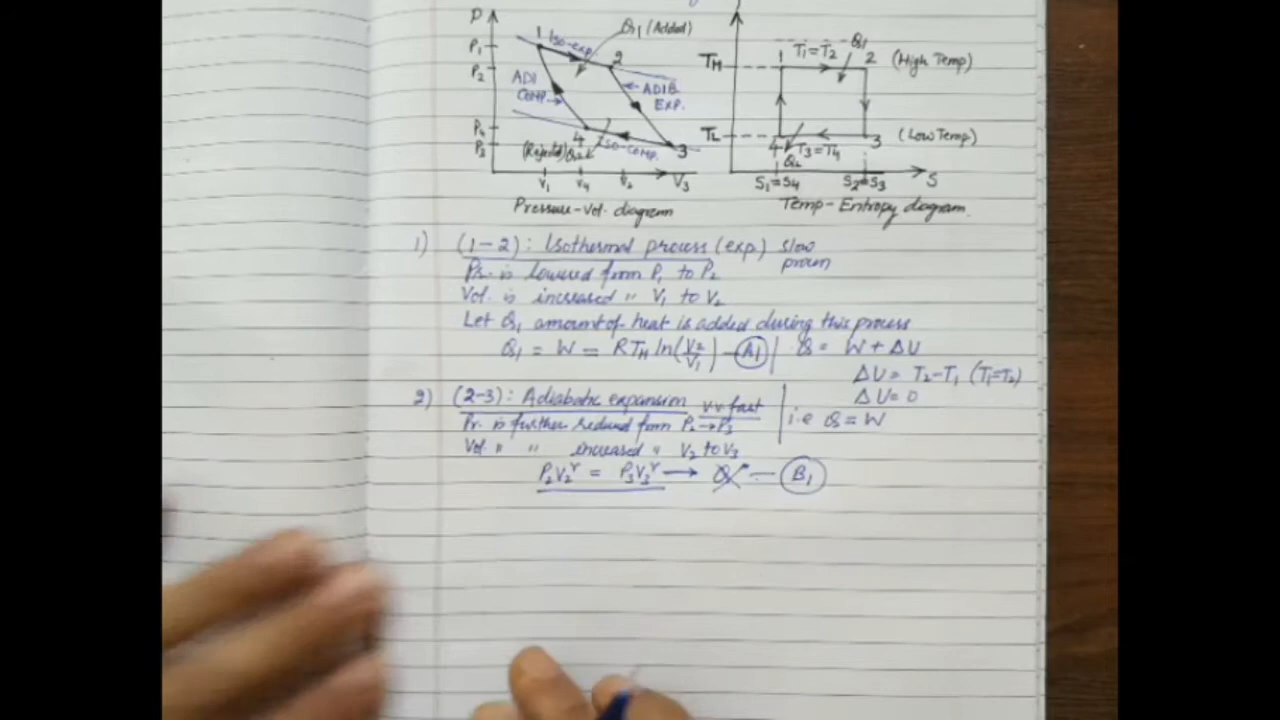 P
P1
P2
P4
P3
1
ISO-exp.
Q1 (Added)
2
ADI
COMP.
ADIB
EXP.
4
(Rejected) Q2
ISO-COMP.
3
V1 V4 V2 V3
Pressure-Vol. diagram
TH
TL
1
T1=T2
Q1
2
(High Temp)
4
T3=T4
3
(Low Temp)
Q2
S1=S4
S2=S3
S
Temp-Entropy diagram
1) (1-2): Isothermal process (exp) slow
Pr. is lowered from P1 to P2
Vol. is increased " V1 to V2
Let Q1 amount of heat is added during this process
Q1 = W = RTH ln(V2/V1) — A1
Q = W + ΔU
ΔU = T2-T1 (T1=T2)
ΔU = 0
i.e Q = W
2) (2-3): Adiabatic expansion v.v. fast
Pr. is further reduced from P2 → P3
Vol. " " increased " V2 to V3
P2V2^γ = P3V3^γ → Q — B1